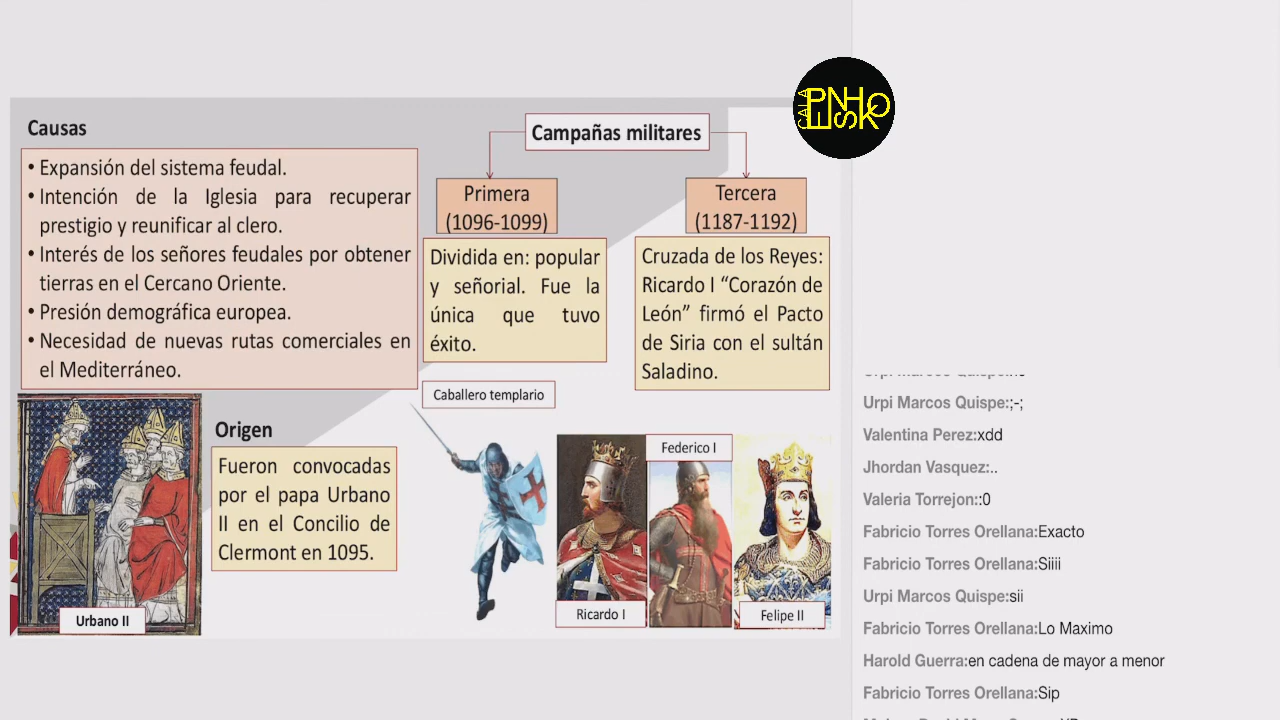 Causas
• Expansión del sistema feudal.
• Intención de la Iglesia para recuperar
prestigio y reunificar al clero.
• Interés de los señores feudales por obtener
tierras en el Cercano Oriente.
• Presión demográfica europea.
• Necesidad de nuevas rutas comerciales en
el Mediterráneo.
Campañas militares
Primera
(1096-1099)
Dividida en: popular
y señorial. Fue la
única que tuvo
éxito.
Tercera
(1187-1192)
Cruzada de los Reyes:
Ricardo I “Corazón de
León” firmó el Pacto
de Siria con el sultán
Saladino.
Origen
Fueron convocadas
por el papa Urbano
II en el Concilio de
Clermont en 1095.
Urbano II
Caballero templario
Ricardo I
Federico I
Felipe II
Urpi Marcos Quispe:;-;
Valentina Perez:xdd
Jhordan Vasquez:..
Valeria Torrejon::0
Fabricio Torres Orellana:Exacto
Fabricio Torres Orellana:Siiii
Urpi Marcos Quispe:sii
Fabricio Torres Orellana:Lo Maximo
Harold Guerra:en cadena de mayor a menor
Fabricio Torres Orellana:Sip